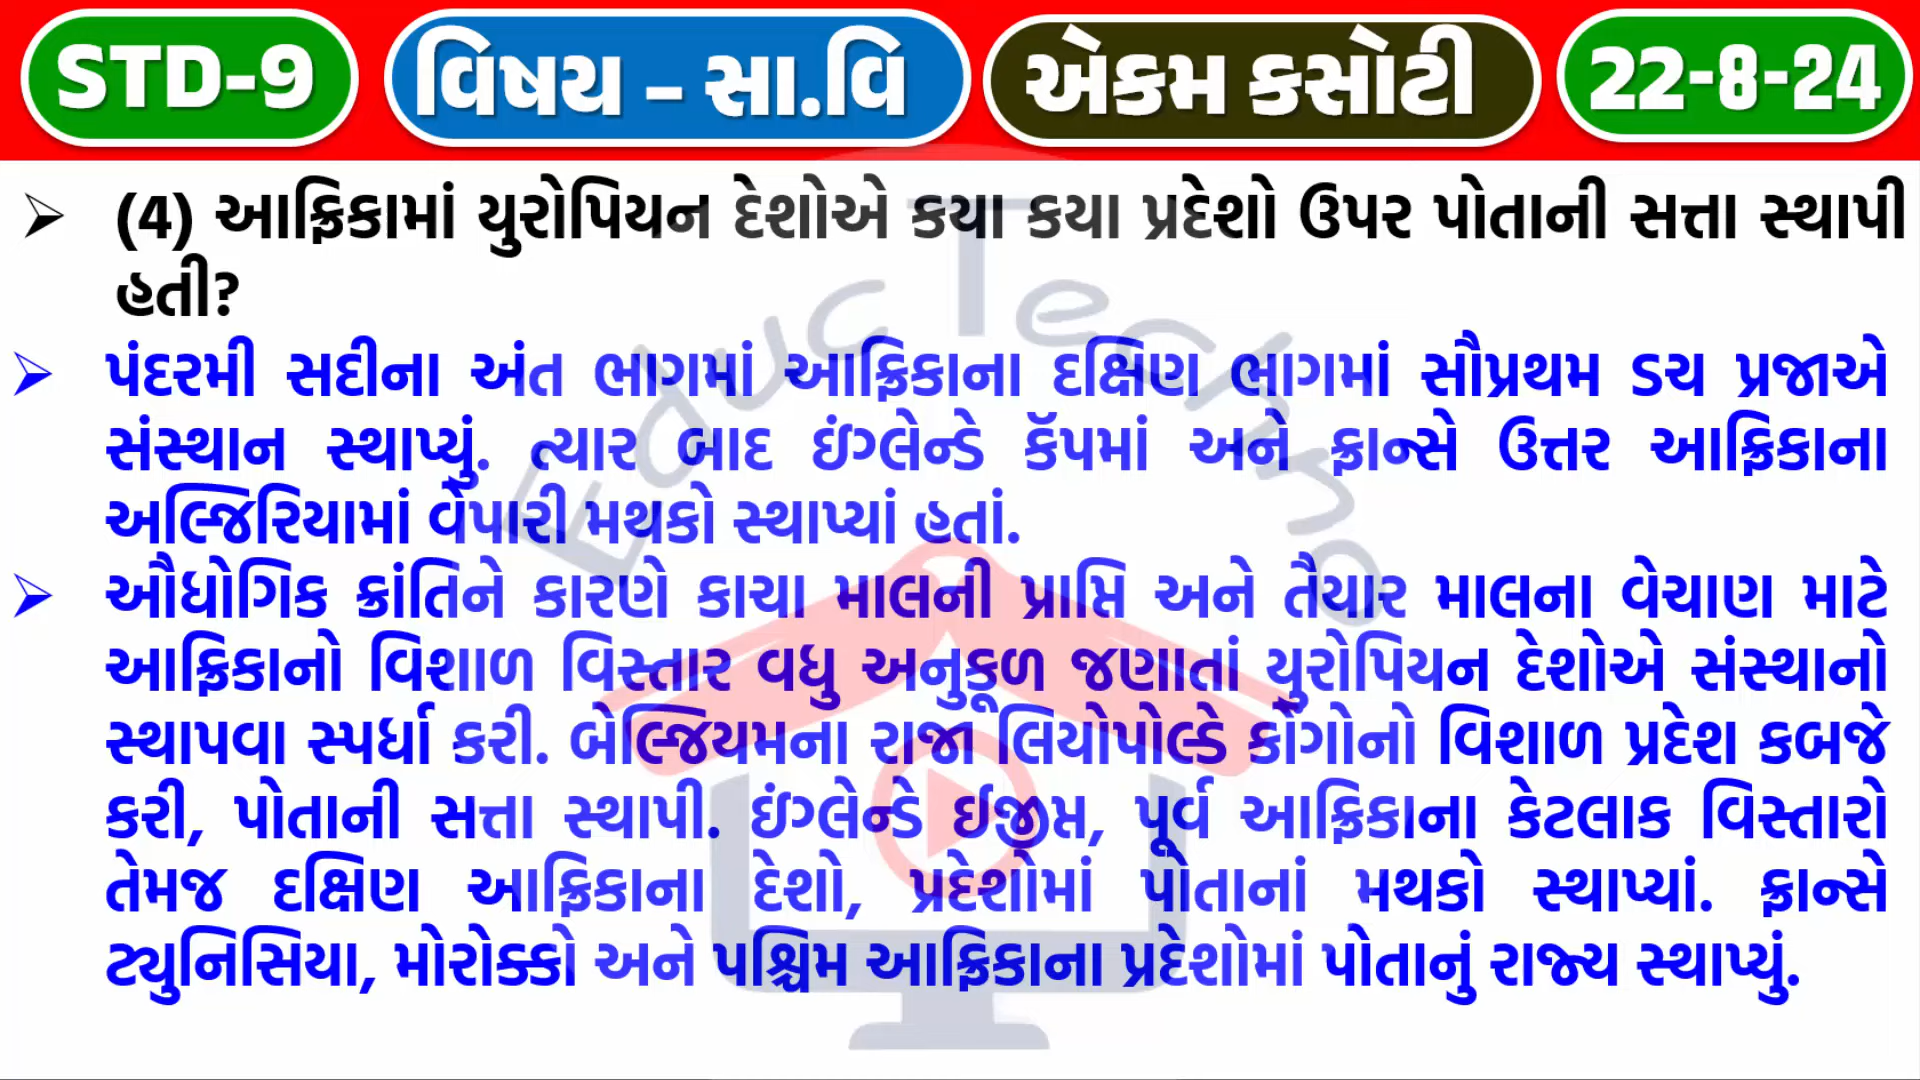 STD-9 વિષય – સા.વિ એકમ કસોટી 22-8-24
➢ (4) આફ્રિકામાં યુરોપિયન દેશોએ કયા કયા પ્રદેશો ઉપર પોતાની સત્તા સ્થાપી
હતી?
➢ પંદરમી સદીના અંત ભાગમાં આફ્રિકાના દક્ષિણ ભાગમાં સૌપ્રથમ ડચ પ્રજાએ
સંસ્થાન સ્થાપ્યું. ત્યાર બાદ ઇંગ્લેન્ડે કૅપમાં અને ફ્રાન્સે ઉત્તર આફ્રિકાના
અલ્જિરિયામાં વેપારી મથકો સ્થાપ્યાં હતાં.
➢ ઔધોગિક ક્રાંતિને કારણે કાચા માલની પ્રાપ્તિ અને તૈયાર માલના વેચાણ માટે
આફ્રિકાનો વિશાળ વિસ્તાર વધુ અનુકૂળ જણાતાં યુરોપિયન દેશોએ સંસ્થાનો
સ્થાપવા સ્પર્ધા કરી. બેલ્જિયમના રાજા લિયોપોલ્ડે કોંગોનો વિશાળ પ્રદેશ કબજે
કરી, પોતાની સત્તા સ્થાપી. ઇંગ્લેન્ડે ઈજીપ્ત, પૂર્વ આફ્રિકાના કેટલાક વિસ્તારો
તેમજ દક્ષિણ આફ્રિકાના દેશો, પ્રદેશોમાં પોતાનાં મથકો સ્થાપ્યાં. ફ્રાન્સે
ટ્યુનિસિયા, મોરોક્કો અને પશ્ચિમ આફ્રિકાના પ્રદેશોમાં પોતાનું રાજ્ય સ્થાપ્યું.
Educ Techno